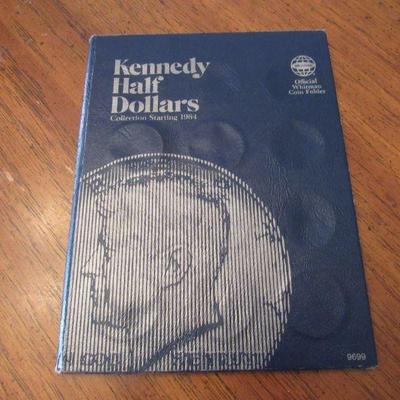 Kennedy
Half
Dollars
Collection Starting 1964
Official
Whitman
Coin Folder
9699